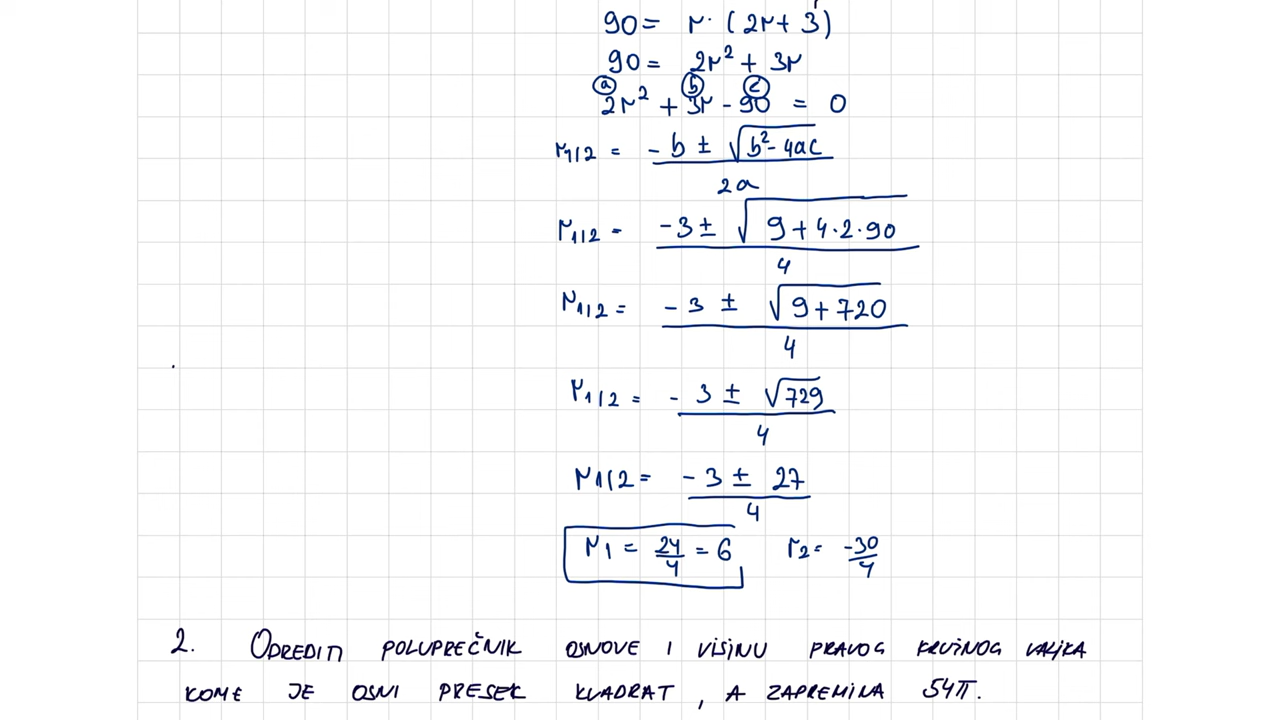 90 = r · (2r + 3)
90 = 2r² + 3r
a b c
2r² + 3r - 90 = 0
r1/2 = -b ± √(b² - 4ac) / 2a
r1/2 = -3 ± √(9 + 4·2·90) / 4
r1/2 = -3 ± √(9 + 720) / 4
r1/2 = -3 ± √729 / 4
r1/2 = -3 ± 27 / 4
r1 = 24/4 = 6 r2 = -30/4
2. ODREDITI POLUPREČNIK OSNOVE I VISINU PRAVOG KRUŽNOG VALJKA
KOME JE OSNI PRESEK KVADRAT, A ZAPREMINA 54π.